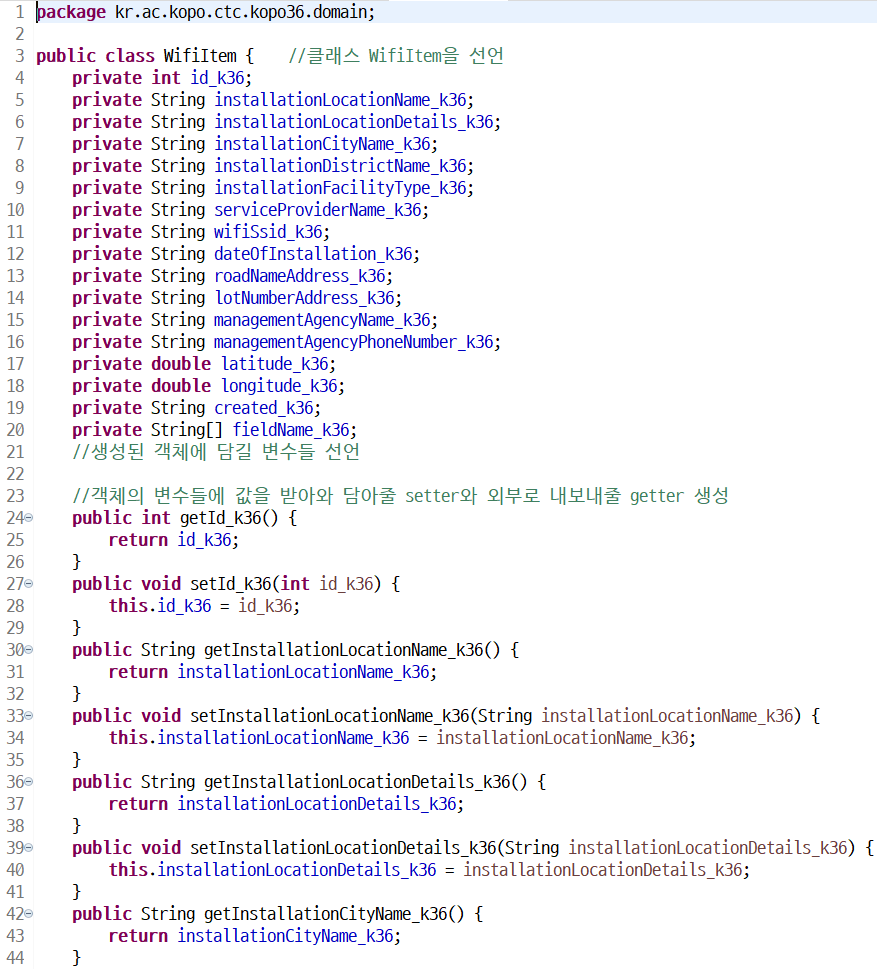 1 package kr.ac.kopo.ctc.kopo36.domain;
2
3 public class WifiItem {    //클래스 WifiItem을 선언
4     private int id_k36;
5     private String installationLocationName_k36;
6     private String installationLocationDetails_k36;
7     private String installationCityName_k36;
8     private String installationDistrictName_k36;
9     private String installationFacilityType_k36;
10     private String serviceProviderName_k36;
11     private String wifiSsid_k36;
12     private String dateOfInstallation_k36;
13     private String roadNameAddress_k36;
14     private String lotNumberAddress_k36;
15     private String managementAgencyName_k36;
16     private String managementAgencyPhoneNumber_k36;
17     private double latitude_k36;
18     private double longitude_k36;
19     private String created_k36;
20     private String[] fieldName_k36;
21     //생성된 객체에 담길 변수들 선언
22
23     //객체의 변수들에 값을 받아와 담아줄 setter와 외부로 내보내줄 getter 생성
24     public int getId_k36() {
25         return id_k36;
26     }
27     public void setId_k36(int id_k36) {
28         this.id_k36 = id_k36;
29     }
30     public String getInstallationLocationName_k36() {
31         return installationLocationName_k36;
32     }
33     public void setInstallationLocationName_k36(String installationLocationName_k36) {
34         this.installationLocationName_k36 = installationLocationName_k36;
35     }
36     public String getInstallationLocationDetails_k36() {
37         return installationLocationDetails_k36;
38     }
39     public void setInstallationLocationDetails_k36(String installationLocationDetails_k36) {
40         this.installationLocationDetails_k36 = installationLocationDetails_k36;
41     }
42     public String getInstallationCityName_k36() {
43         return installationCityName_k36;
44     }